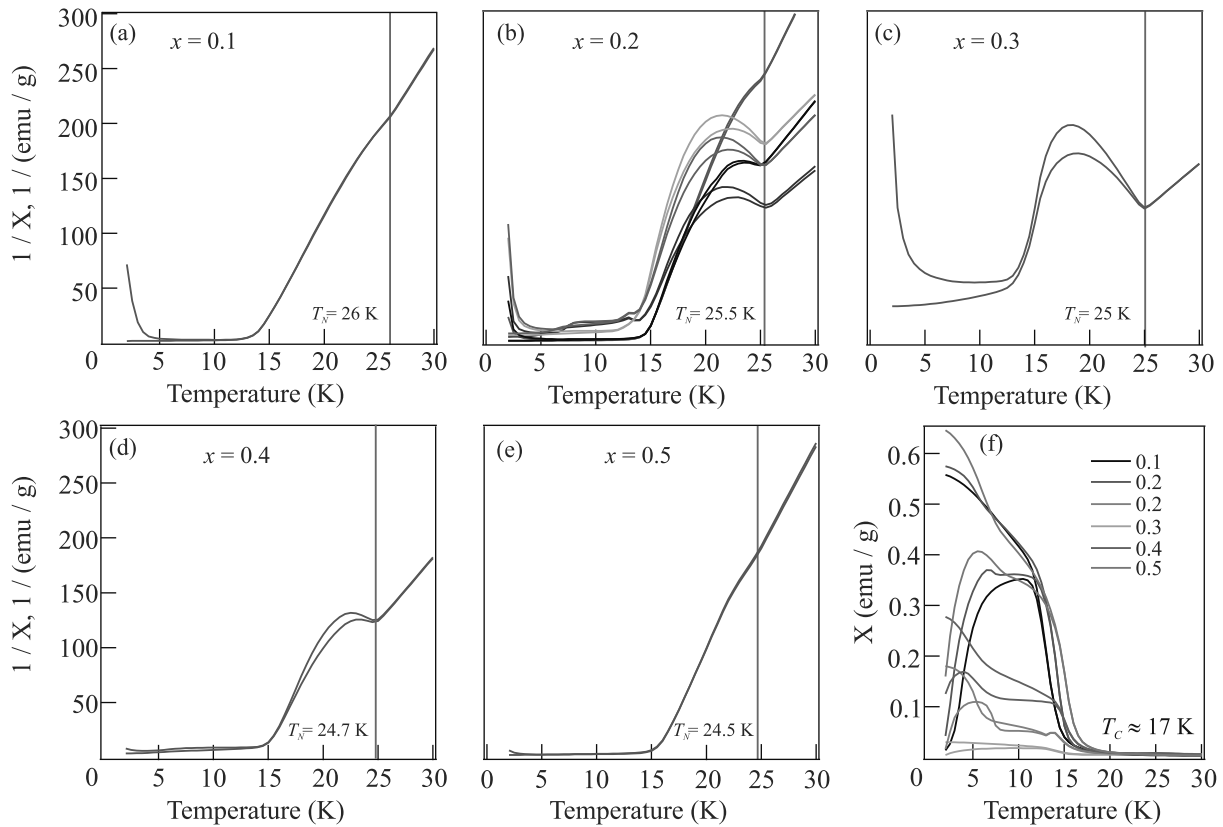 300
250
200
150
100
50
0
1 / X, 1 / (emu / g)
(a)
x = 0.1
T_N = 26 K
5 10 15 20 25 30
Temperature (K)
(b)
x = 0.2
T_N = 25.5 K
0 5 10 15 20 25 30
Temperature (K)
(c)
x = 0.3
T_N = 25 K
0 5 10 15 20 25 30
Temperature (K)
300
250
200
150
100
50
0
1 / X, 1 / (emu / g)
(d)
x = 0.4
T_N = 24.7 K
5 10 15 20 25 30
Temperature (K)
(e)
x = 0.5
T_N = 24.5 K
0 5 10 15 20 25 30
Temperature (K)
0.6
0.5
0.4
0.3
0.2
0.1
X (emu / g)
(f)
0.1
0.2
0.2
0.3
0.4
0.5
T_C ≈ 17 K
0 5 10 15 20 25 30
Temperature (K)